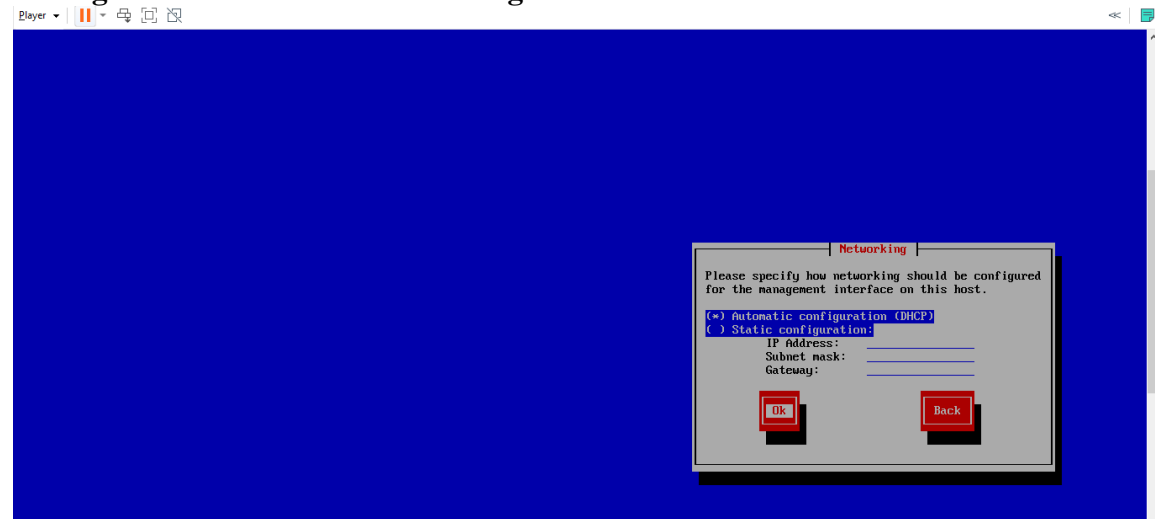 Player
Networking
Please specify how networking should be configured
for the management interface on this host.
(*) Automatic configuration (DHCP)
( ) Static configuration:
IP Address:
Subnet mask:
Gateway:
Ok Back